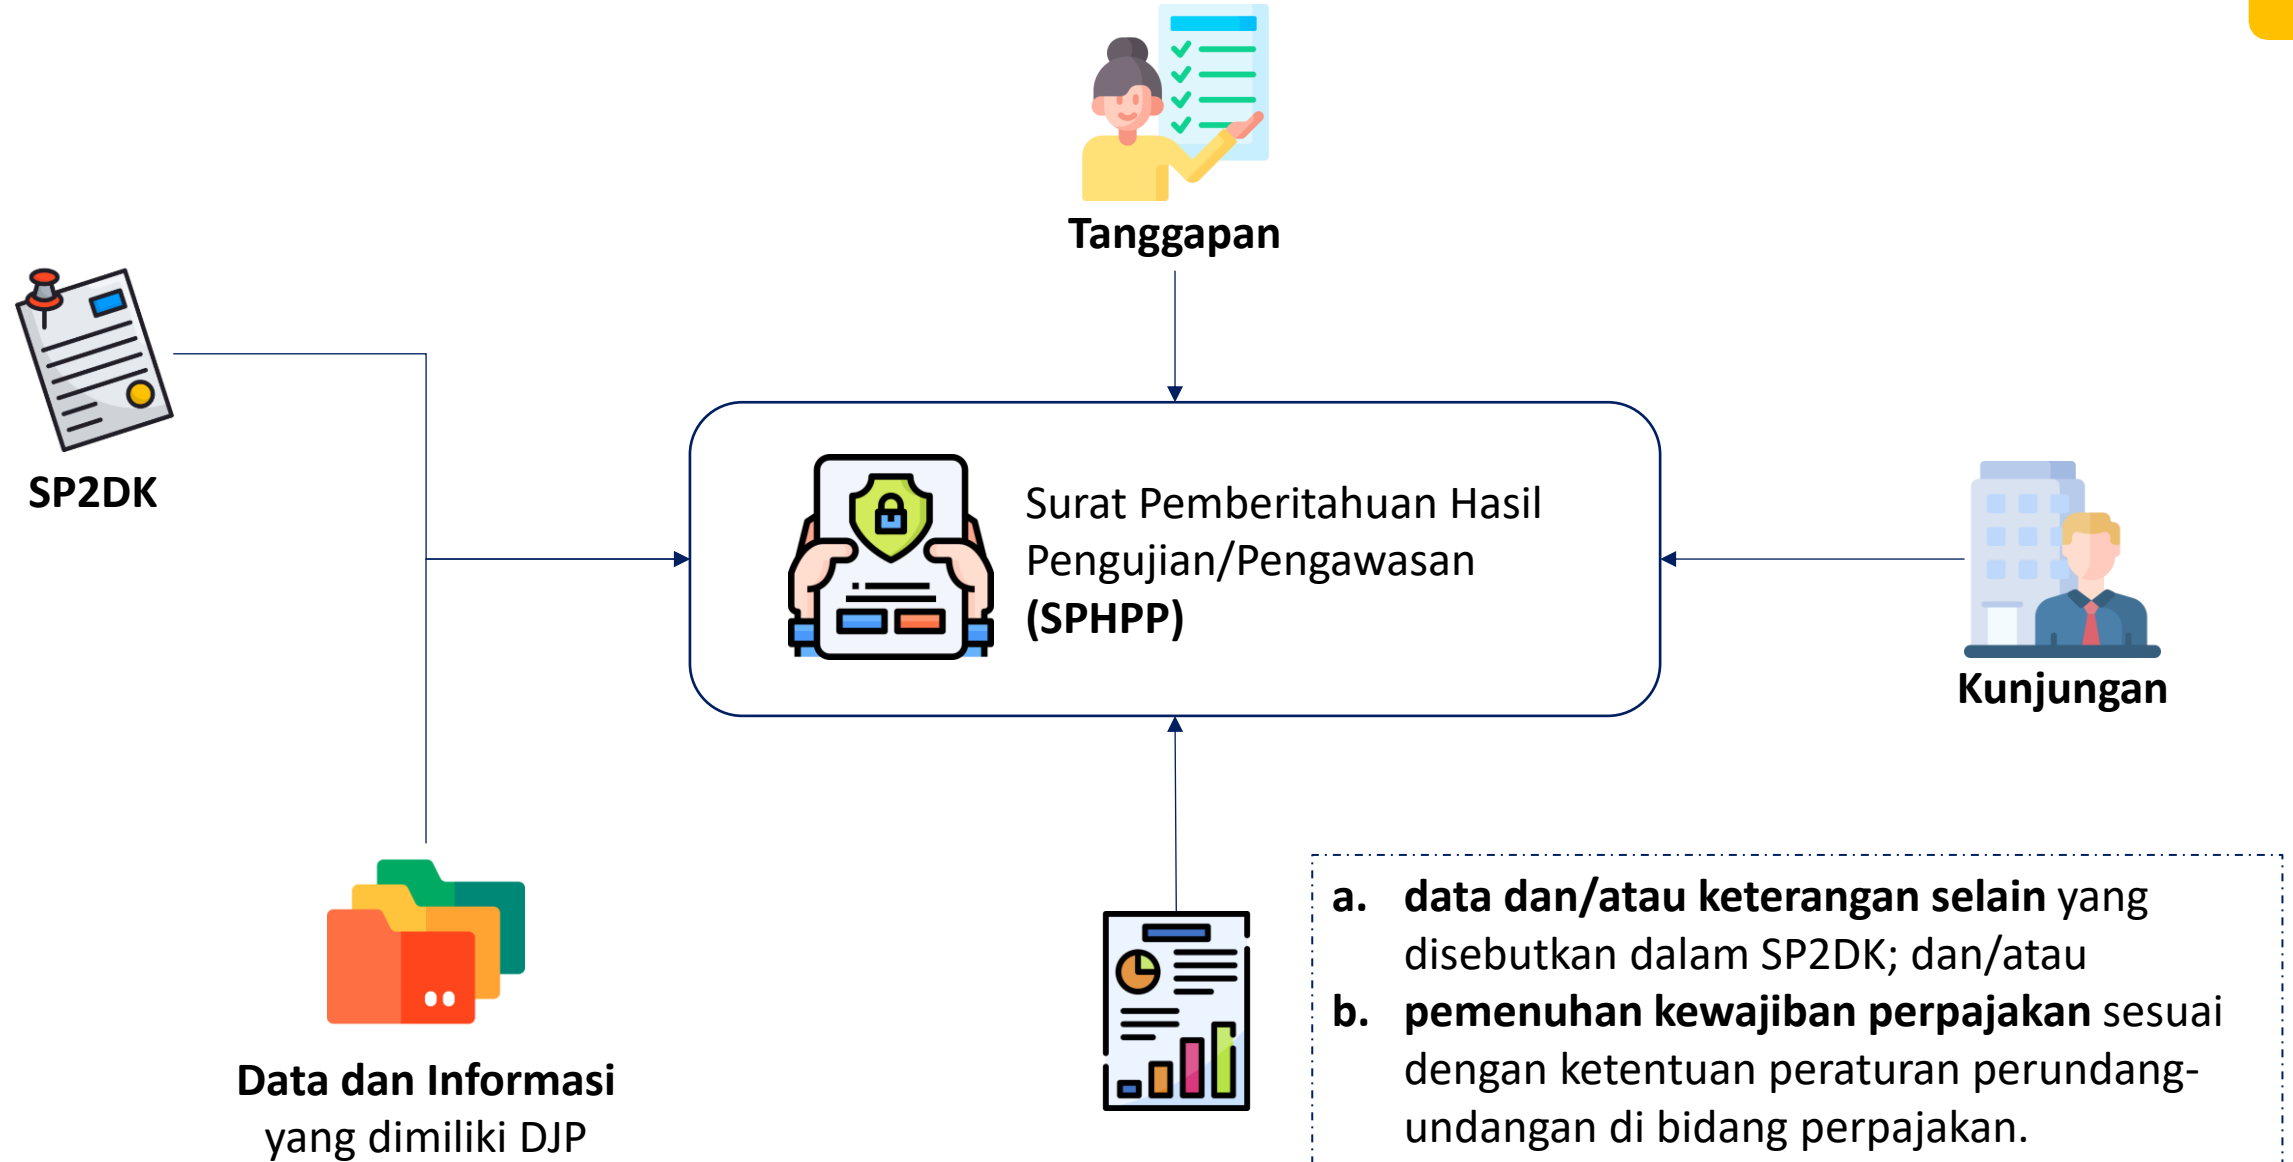 Tanggapan
SP2DK
Surat Pemberitahuan Hasil
Pengujian/Pengawasan
(SPHPP)
Kunjungan
Data dan Informasi
yang dimiliki DJP
a. data dan/atau keterangan selain yang
disebutkan dalam SP2DK; dan/atau
b. pemenuhan kewajiban perpajakan sesuai
dengan ketentuan peraturan perundang-
undangan di bidang perpajakan.